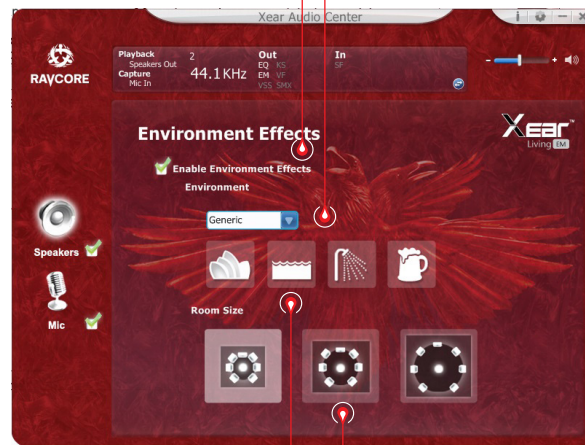 Xear Audio Center
RAVCORE
Playback 2 Out In
Speakers Out EQ KS SF
Capture 44.1KHz EM VF
Mic In VSS SMX
Xear
Living EM
Environment Effects
Enable Environment Effects
Environment
Generic
Speakers
Room Size
Mic